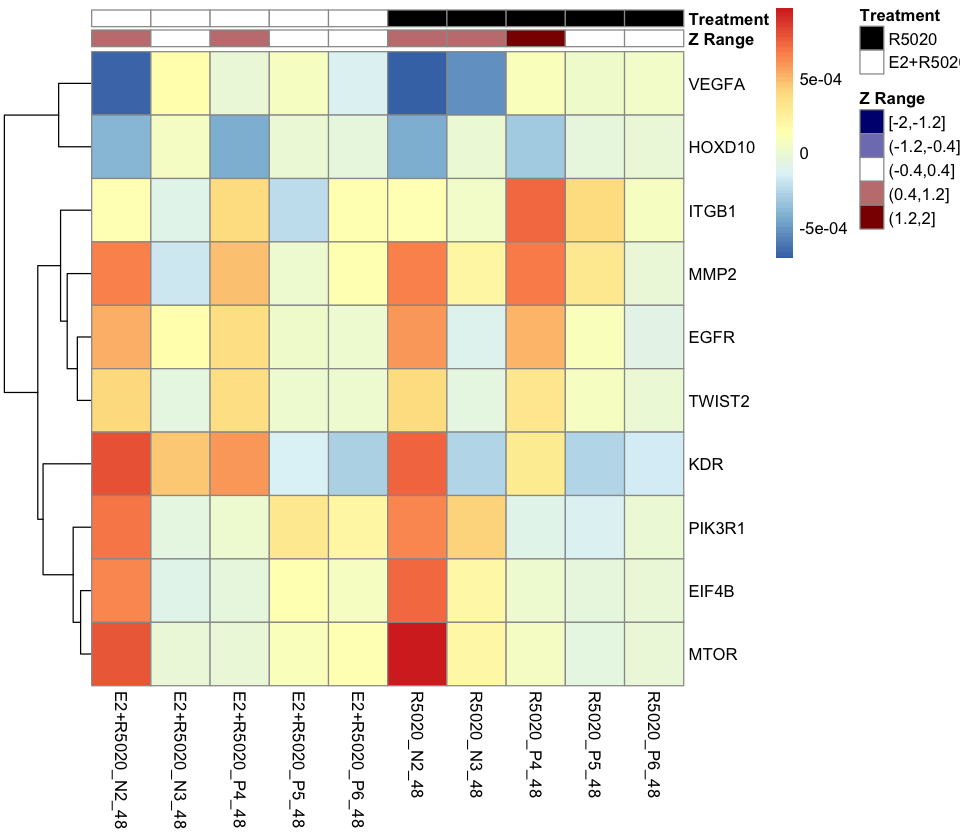 Treatment
Z Range
VEGFA
HOXD10
ITGB1
MMP2
EGFR
TWIST2
KDR
PIK3R1
EIF4B
MTOR
E2+R5020_N2_48
E2+R5020_N3_48
E2+R5020_P4_48
E2+R5020_P5_48
E2+R5020_P6_48
R5020_N2_48
R5020_N3_48
R5020_P4_48
R5020_P5_48
R5020_P6_48
5e-04
0
-5e-04
Treatment
R5020
E2+R5020
Z Range
[-2,-1.2]
(-1.2,-0.4]
(-0.4,0.4]
(0.4,1.2]
(1.2,2]